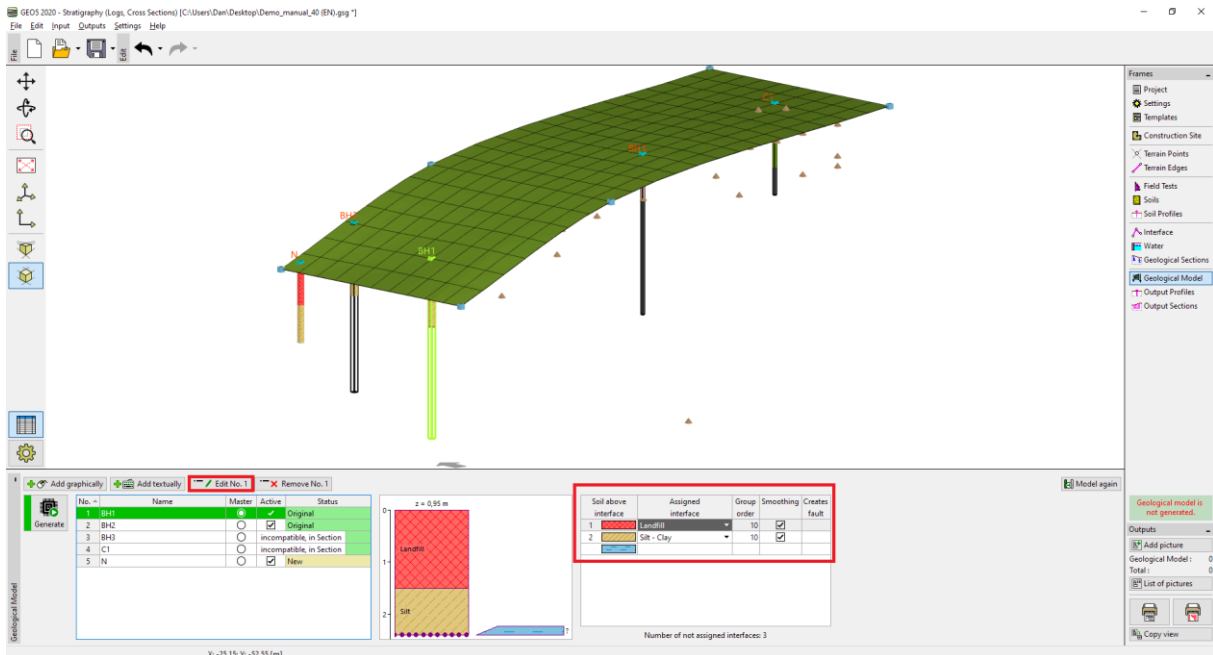 GEO5 2020 - Stratigraphy (Logs, Cross Sections) [C:\Users\Dan\Desktop\Demo_manual_40 (EN).gsg *]
File Edit Input Outputs Settings Help
File
Edit
Frames
Project
Settings
Templates
Construction Site
Terrain Points
Terrain Edges
Field Tests
Soils
Soil Profiles
Interface
Water
Geological Sections
Geological Model
Output Profiles
Output Sections
C1
BH3
BH2
BH1
N
Add graphically Add textually Edit No. 1 Remove No. 1 Model again
Generate
No. Name Master Active Status
1 BH1 Original
2 BH2 Original
3 BH3 incompatible, in Section
4 C1 incompatible, in Section
5 N New
z = 0,95 m
0
Landfill
1
Silt
2
?
Soil above interface Assigned interface Group order Smoothing Creates fault
1 Landfill 10
2 Silt - Clay 10
Number of not assigned interfaces: 3
Geological model is
not generated.
Outputs
Add picture
Geological Model : 0
Total : 0
List of pictures
Copy view
Geological Model
X: -25,15; Y: -52,55 [m]